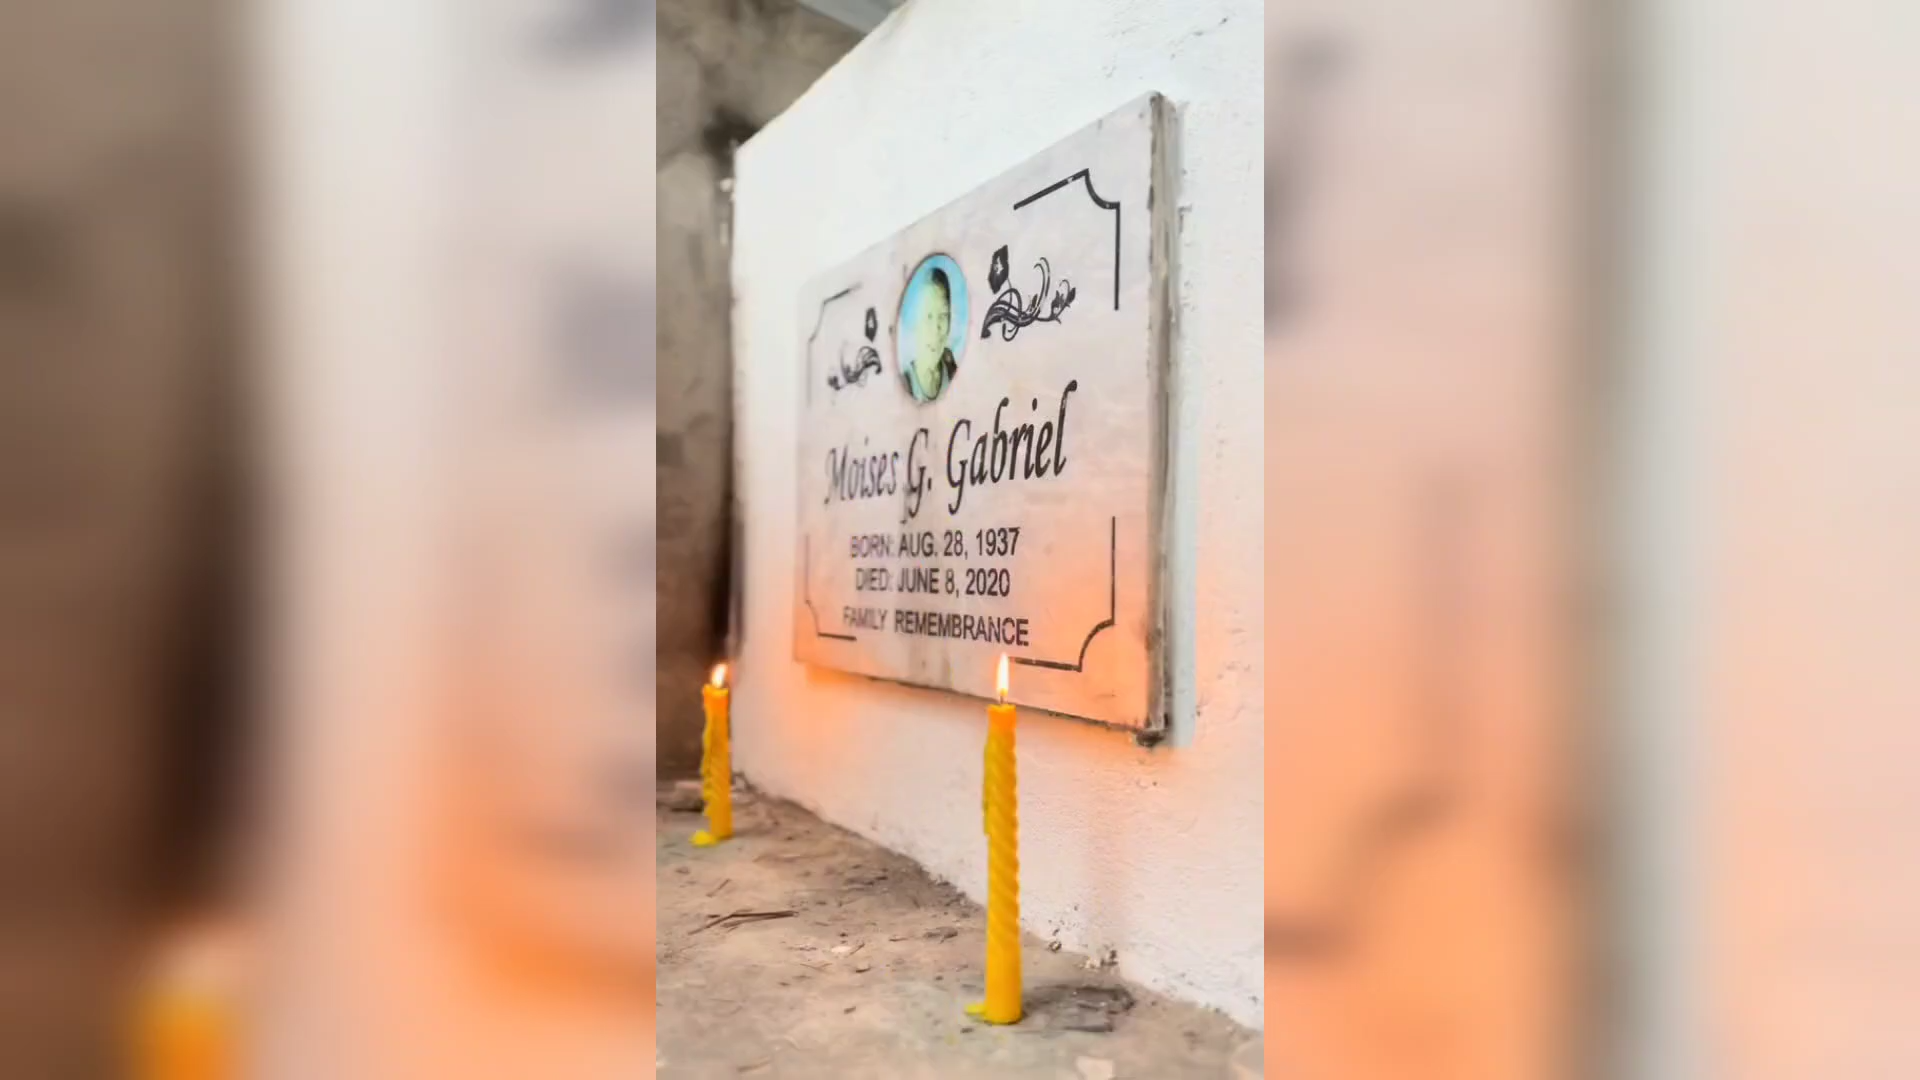 Moises G. Gabriel
BORN: AUG. 28, 1937
DIED: JUNE 8, 2020
FAMILY REMEMBRANCE